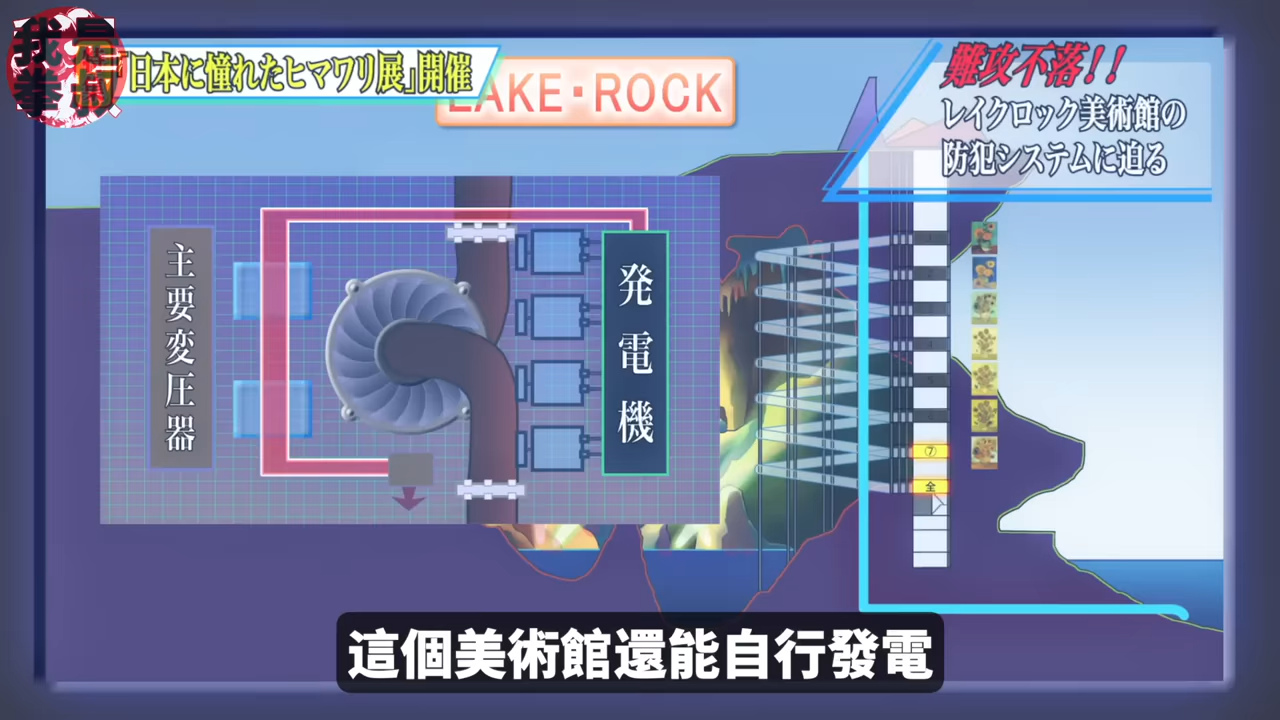 「日本に憧れたヒマワリ展」開催
LAKE・ROCK
難攻不落!!
レイクロック美術館の
防犯システムに迫る
主要変圧器
発電機
⑦
全
這個美術館還能自行發電